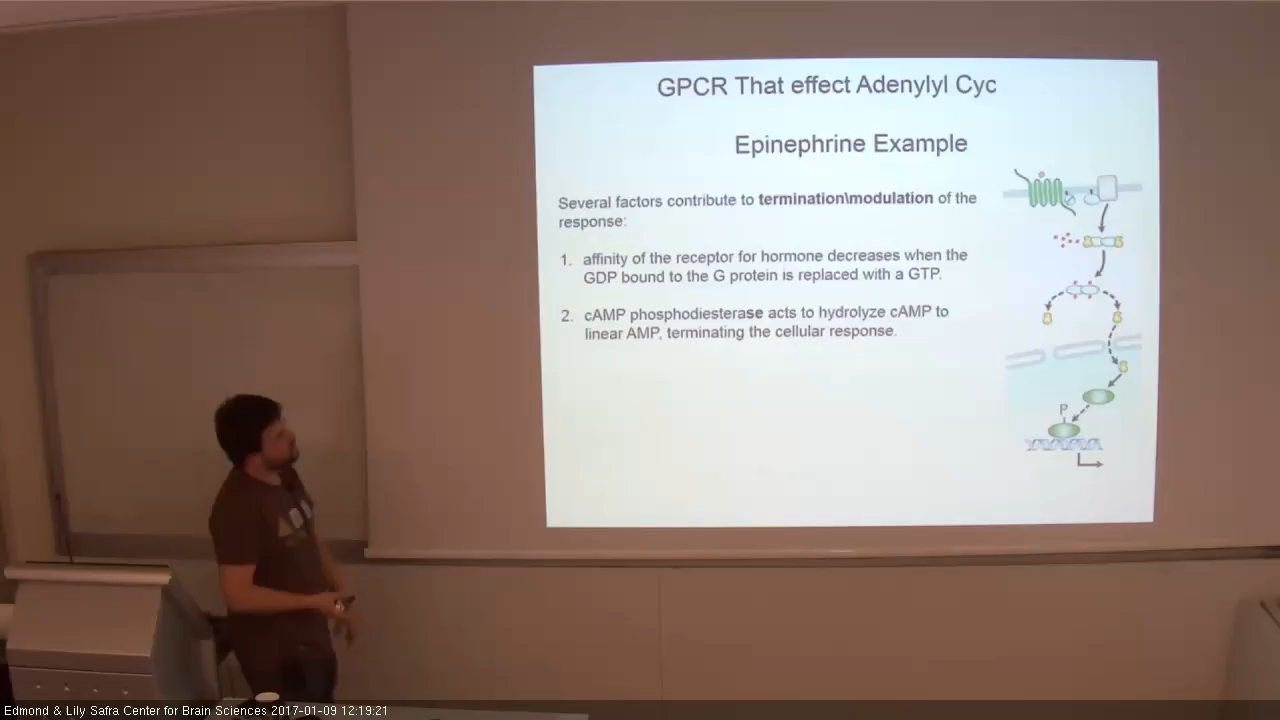 GPCR That effect Adenylyl Cyc
Epinephrine Example
Several factors contribute to termination\modulation of the
response:
1. affinity of the receptor for hormone decreases when the
GDP bound to the G protein is replaced with a GTP.
2. cAMP phosphodiesterase acts to hydrolyze cAMP to
linear AMP, terminating the cellular response.
P
Edmond & Lily Safra Center for Brain Sciences 2017-01-09 12:19:21